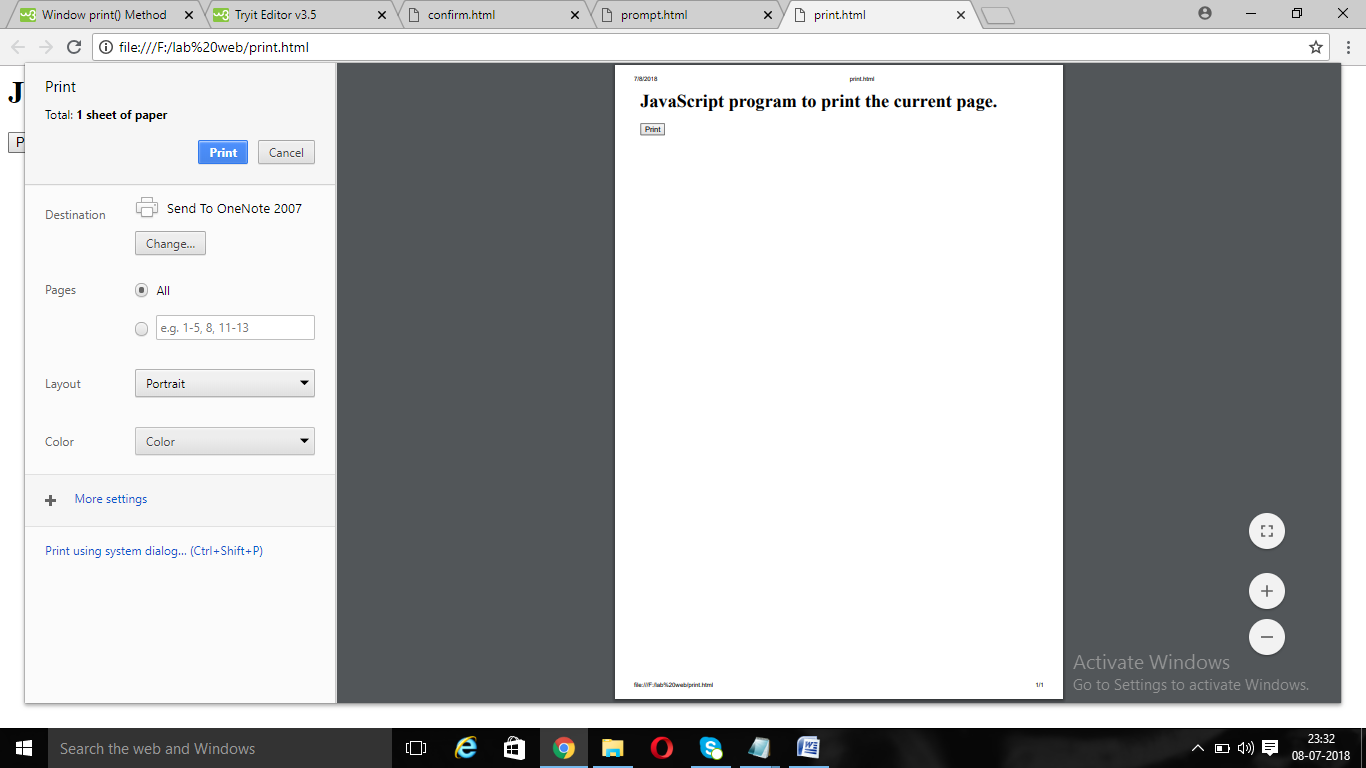 Window print() Method
Tryit Editor v3.5
confirm.html
prompt.html
print.html
file:///F:/lab%20web/print.html
J
P
Print
Total: 1 sheet of paper
Print
Cancel
Destination
Send To OneNote 2007
Change...
Pages
All
e.g. 1-5, 8, 11-13
Layout
Portrait
Color
Color
More settings
Print using system dialog... (Ctrl+Shift+P)
7/8/2018
print.html
JavaScript program to print the current page.
Print
file:///F:/lab%20web/print.html
1/1
Activate Windows
Go to Settings to activate Windows.
Search the web and Windows
23:32
08-07-2018